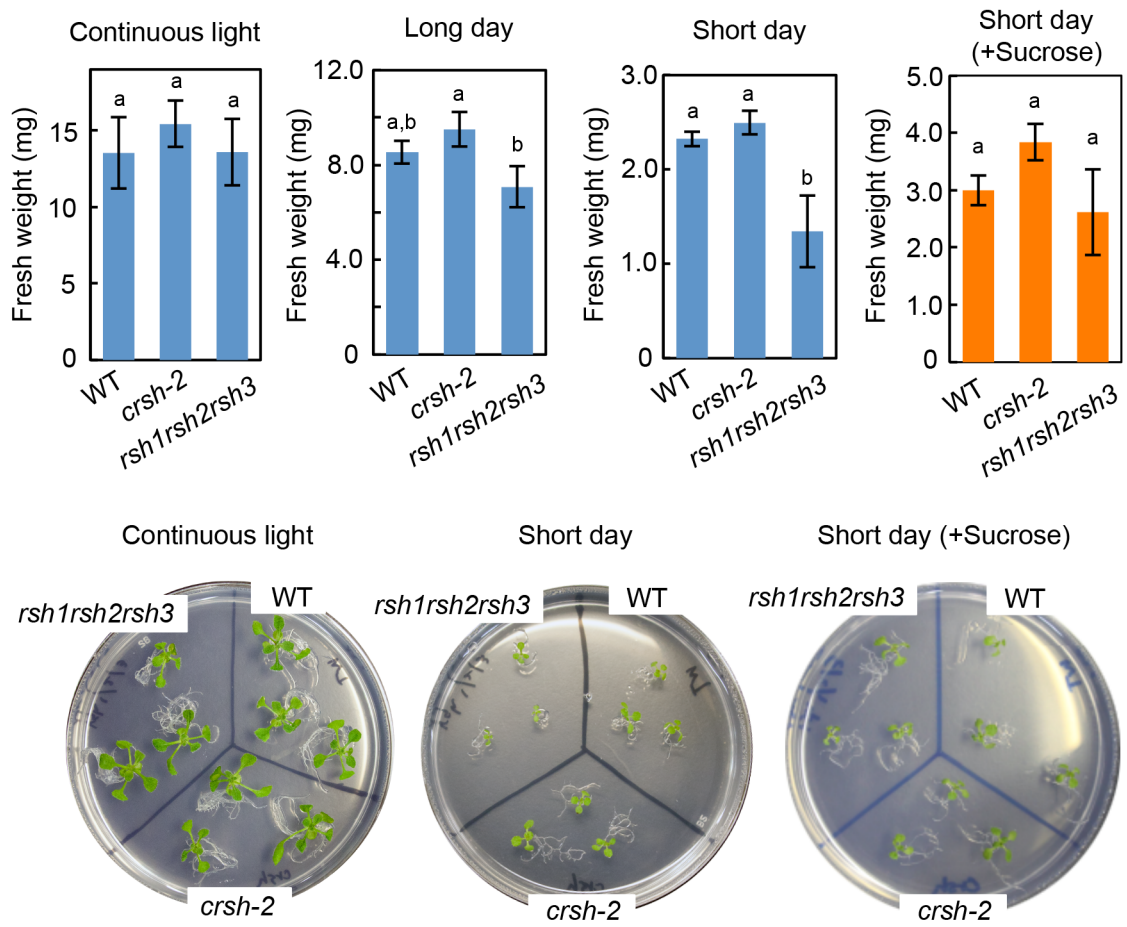 Continuous light
Fresh weight (mg)
15
10
5
0
a
a
a
WT
crsh-2
rsh1rsh2rsh3
Long day
Fresh weight (mg)
12.0
8.0
4.0
0
a,b
a
b
WT
crsh-2
rsh1rsh2rsh3
Short day
Fresh weight (mg)
3.0
2.0
1.0
0
a
a
b
WT
crsh-2
rsh1rsh2rsh3
Short day
(+Sucrose)
Fresh weight (mg)
5.0
4.0
3.0
2.0
1.0
0
a
a
a
WT
crsh-2
rsh1rsh2rsh3
Continuous light
rsh1rsh2rsh3
WT
crsh-2
Short day
rsh1rsh2rsh3
WT
crsh-2
Short day (+Sucrose)
rsh1rsh2rsh3
WT
crsh-2